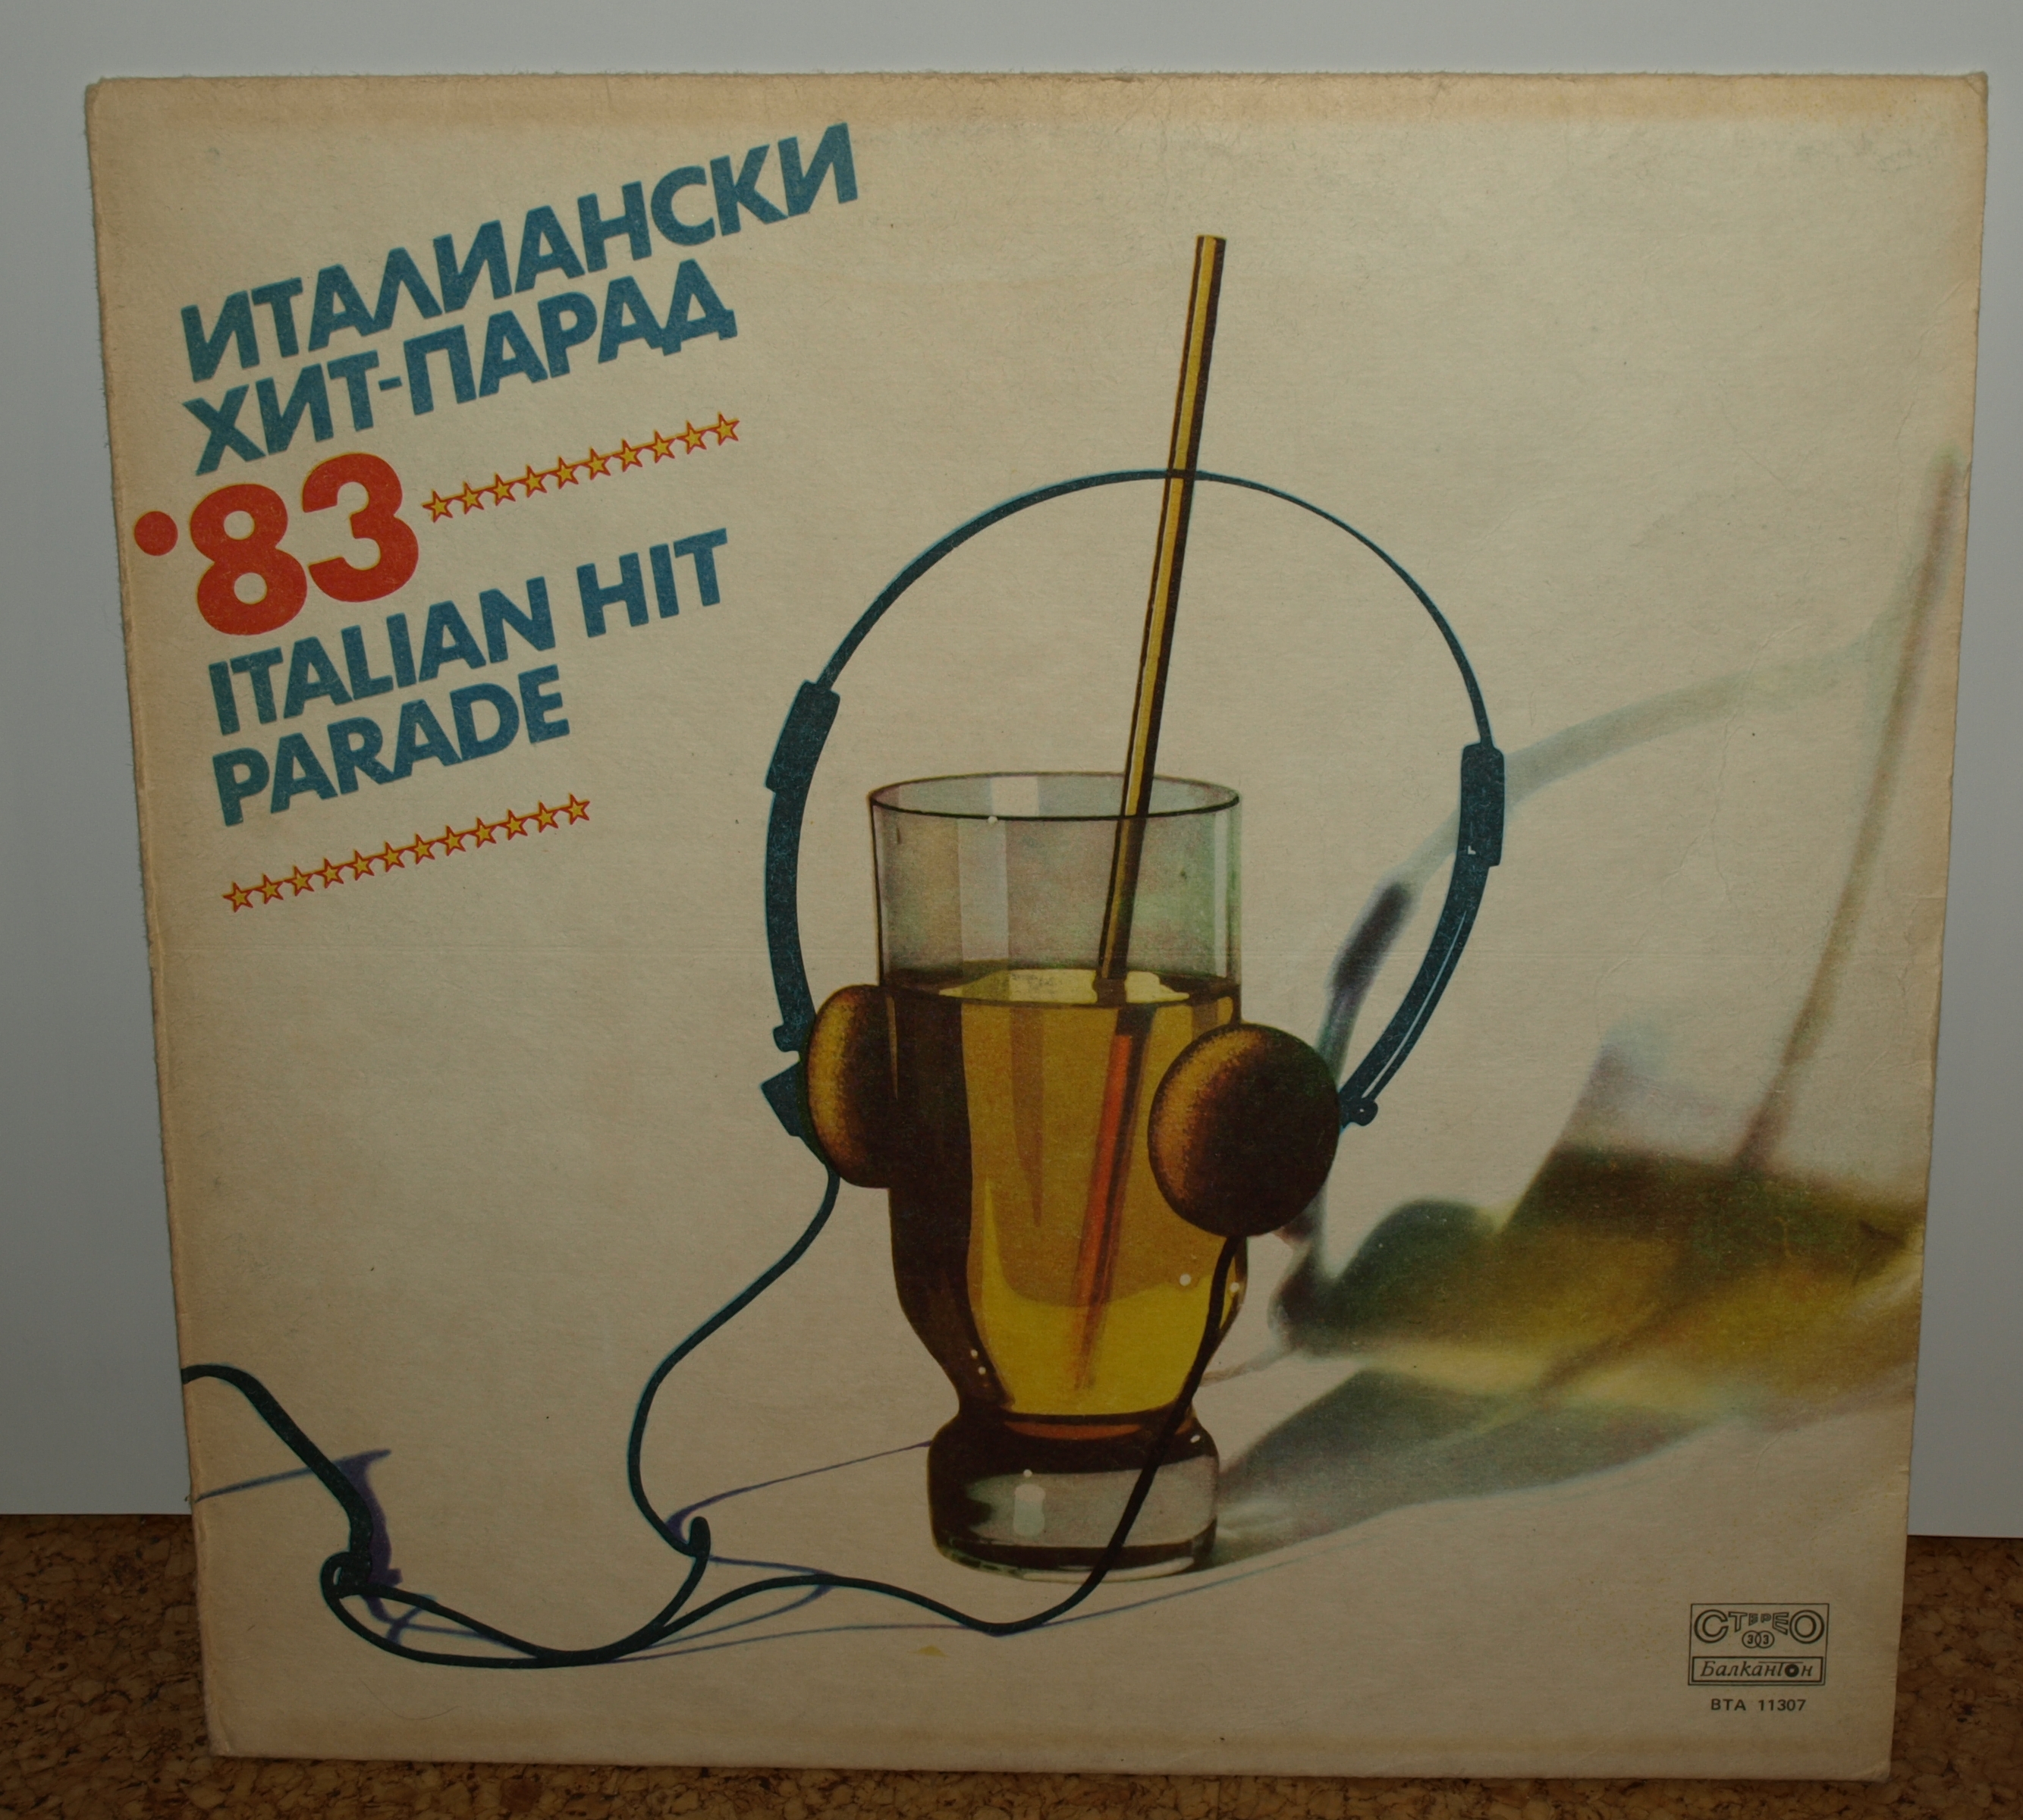 ИТАЛИАНСКИ
ХИТ-ПАРАД
'83
ITALIAN HIT
PARADE
СТЕРЕО
33
Балкантон
ВТА 11307